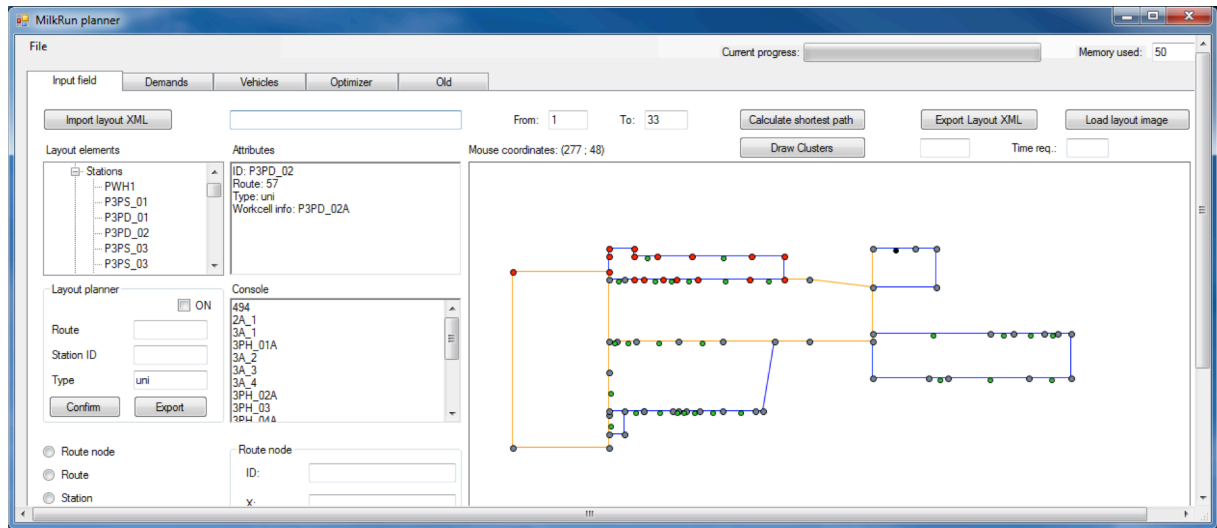 MilkRun planner
File
Current progress:
Memory used: 50
Input field Demands Vehicles Optimizer Old
Import layout XML
From: 1 To: 33
Calculate shortest path
Export Layout XML
Load layout image
Layout elements
Attributes
Mouse coordinates: (277 ; 48)
Draw Clusters
Time req.:
Stations
PWH1
P3PS_01
P3PD_01
P3PD_02
P3PS_03
P3PS_03
ID: P3PD_02
Route: 57
Type: uni
Workcell info: P3PD_02A
Layout planner
ON
Route
Station ID
Type uni
Confirm Export
Console
494
2A_1
3A_1
3PH_01A
3A_2
3A_3
3A_4
3PH_02A
3PH_03
3PH_04A
Route node
Route
Station
Route node
ID:
X: